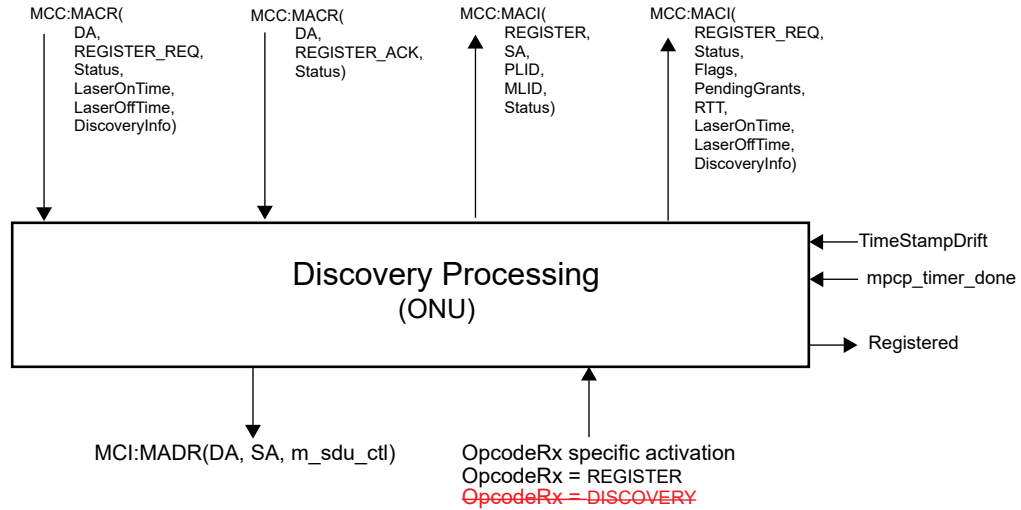 MCC:MACR(
DA,
REGISTER_REQ,
Status,
LaserOnTime,
LaserOffTime,
DiscoveryInfo)
MCC:MACR(
DA,
REGISTER_ACK,
Status)
MCC:MACI(
REGISTER,
SA,
PLID,
MLID,
Status)
MCC:MACI(
REGISTER_REQ,
Status,
Flags,
PendingGrants,
RTT,
LaserOnTime,
LaserOffTime,
DiscoveryInfo)
Discovery Processing
(ONU)
TimeStampDrift
mpcp_timer_done
Registered
MCI:MADR(DA, SA, m_sdu_ctl)
OpcodeRx specific activation
OpcodeRx = REGISTER
OpcodeRx = DISCOVERY